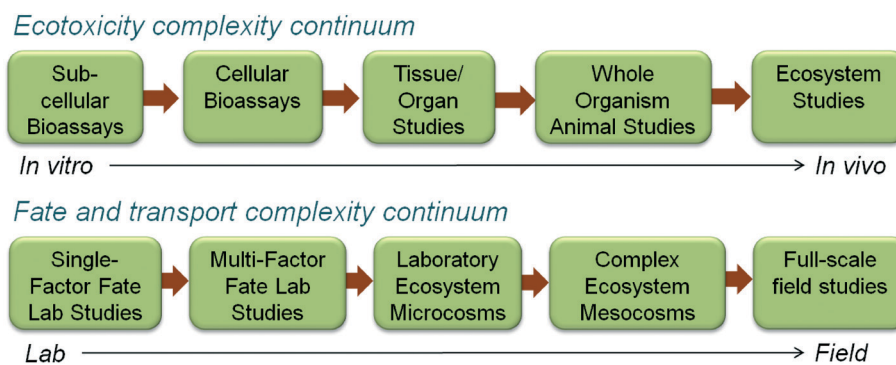 Ecotoxicity complexity continuum
Sub-
cellular
Bioassays
Cellular
Bioassays
Tissue/
Organ
Studies
Whole
Organism
Animal Studies
Ecosystem
Studies
In vitro
In vivo
Fate and transport complexity continuum
Single-
Factor Fate
Lab Studies
Multi-Factor
Fate Lab
Studies
Laboratory
Ecosystem
Microcosms
Complex
Ecosystem
Mesocosms
Full-scale
field studies
Lab
Field